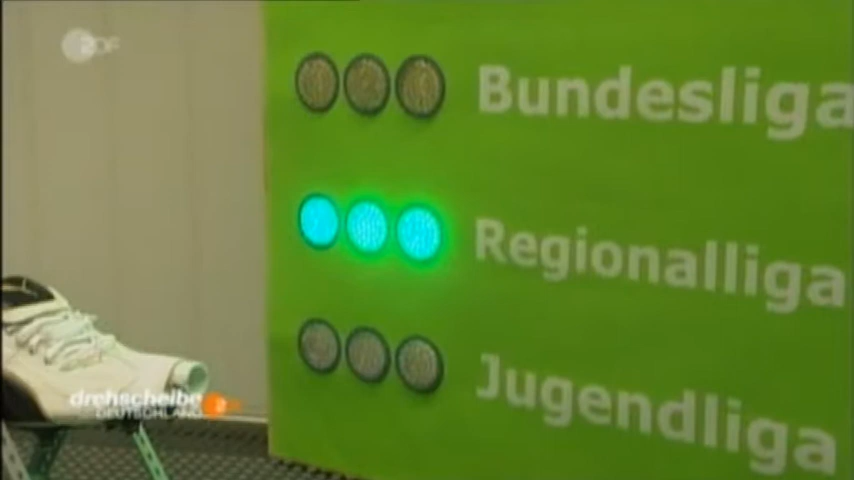 ZDF
Bundesliga
Regionalliga
Jugendliga
drehscheibe
DEUTSCHLAND